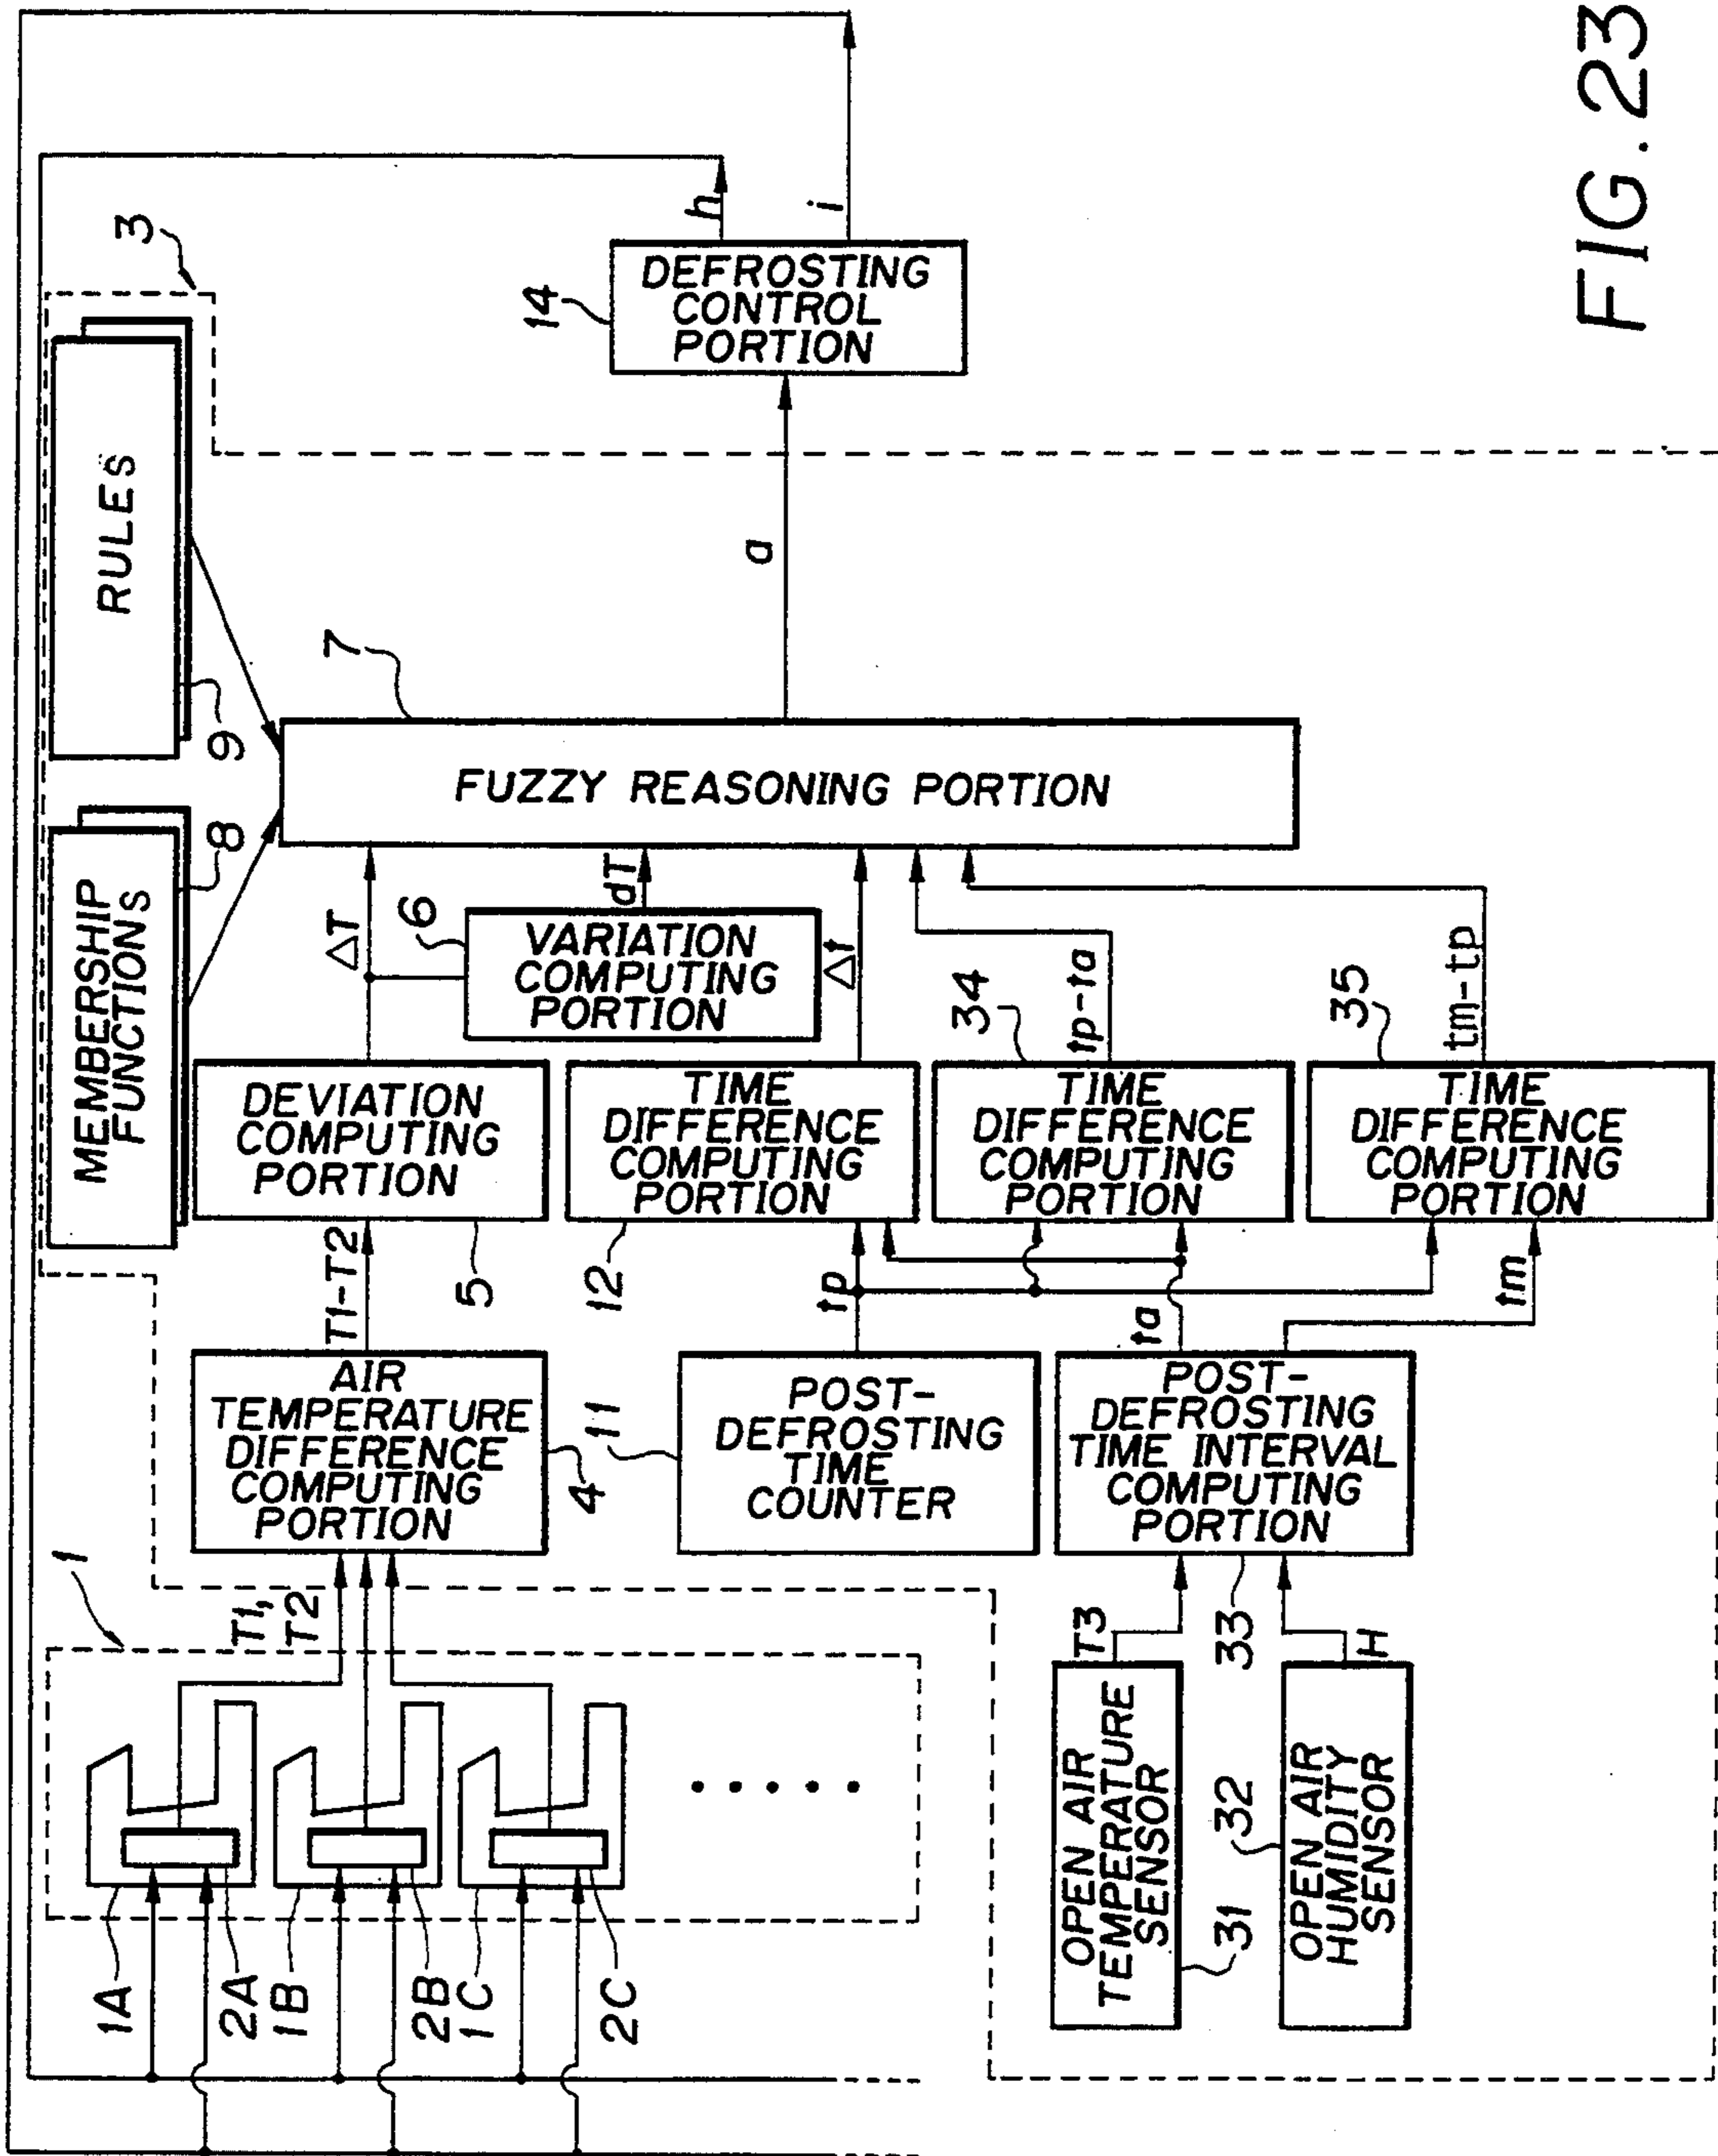 1
1A
2A
1B
2B
1C
2C
T1,
T2
AIR
TEMPERATURE
DIFFERENCE
COMPUTING
PORTION
4
T1-T2
DEVIATION
COMPUTING
PORTION
5
ΔT
VARIATION
COMPUTING
PORTION
6
dT
MEMBERSHIP
FUNCTIONS
8
RULES
9
3
FUZZY REASONING PORTION
7
a
DEFROSTING
CONTROL
PORTION
14
h
i
POST-
DEFROSTING
TIME
COUNTER
11
tp
TIME
DIFFERENCE
COMPUTING
PORTION
12
Δt
OPEN AIR
TEMPERATURE
SENSOR
31
T3
OPEN AIR
HUMIDITY
SENSOR
32
H
POST-
DEFROSTING
TIME INTERVAL
COMPUTING
PORTION
33
ta
tm
TIME
DIFFERENCE
COMPUTING
PORTION
34
tp-ta
TIME
DIFFERENCE
COMPUTING
PORTION
35
tm-tp
FIG. 23